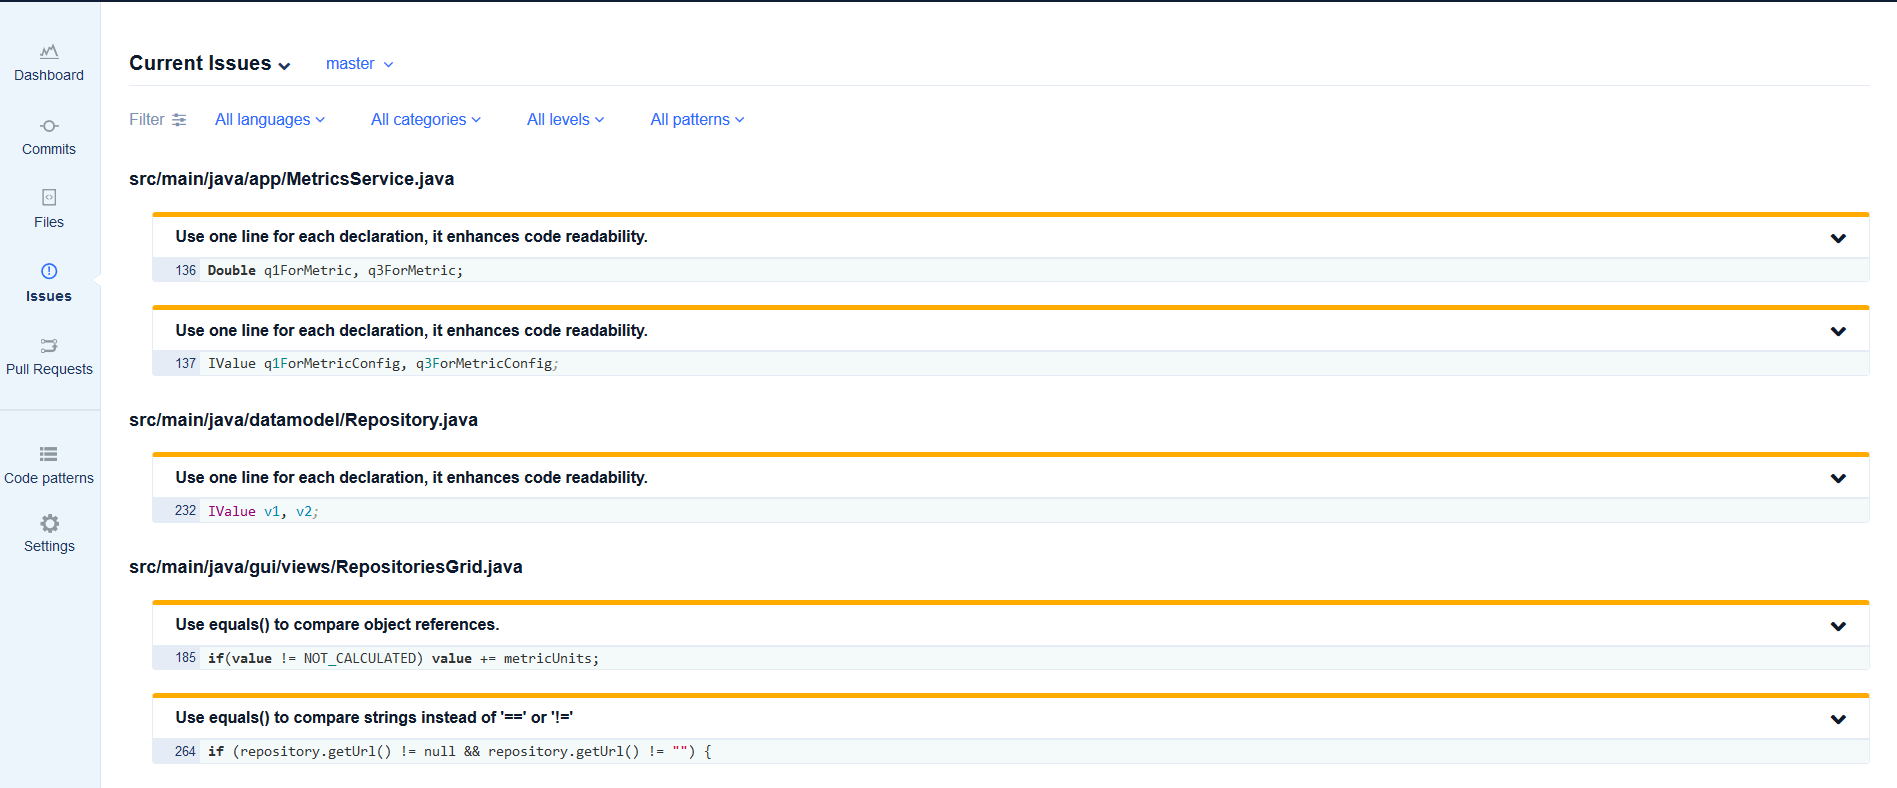 Dashboard
Commits
Files
Issues
Pull Requests
Code patterns
Settings
Current Issues master
Filter All languages All categories All levels All patterns
src/main/java/app/MetricsService.java
Use one line for each declaration, it enhances code readability.
136 Double q1ForMetric, q3ForMetric;
Use one line for each declaration, it enhances code readability.
137 IValue q1ForMetricConfig, q3ForMetricConfig;
src/main/java/datamodel/Repository.java
Use one line for each declaration, it enhances code readability.
232 IValue v1, v2;
src/main/java/gui/views/RepositoriesGrid.java
Use equals() to compare object references.
185 if(value != NOT_CALCULATED) value += metricUnits;
Use equals() to compare strings instead of '==' or '!='
264 if (repository.getUrl() != null && repository.getUrl() != "") {